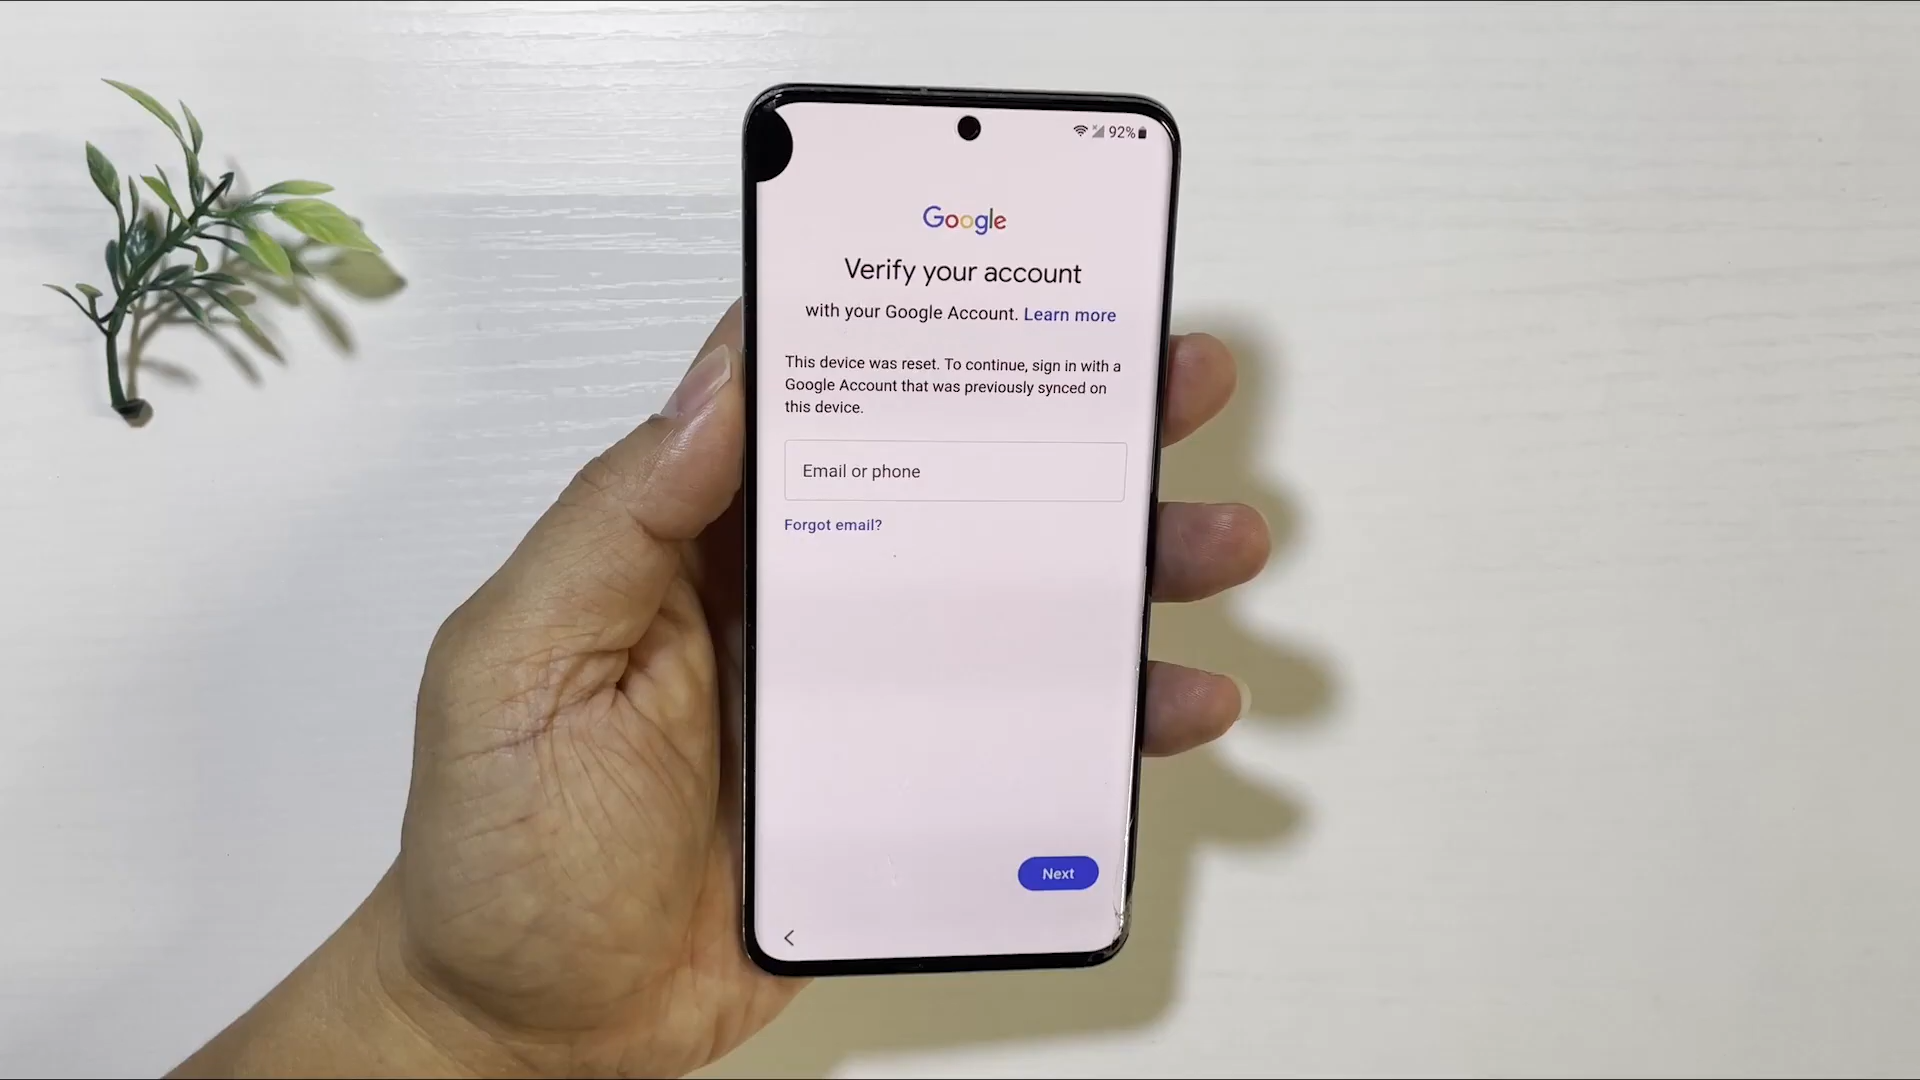 92%
Google
Verify your account
with your Google Account. Learn more
This device was reset. To continue, sign in with a
Google Account that was previously synced on
this device.
Email or phone
Forgot email?
Next